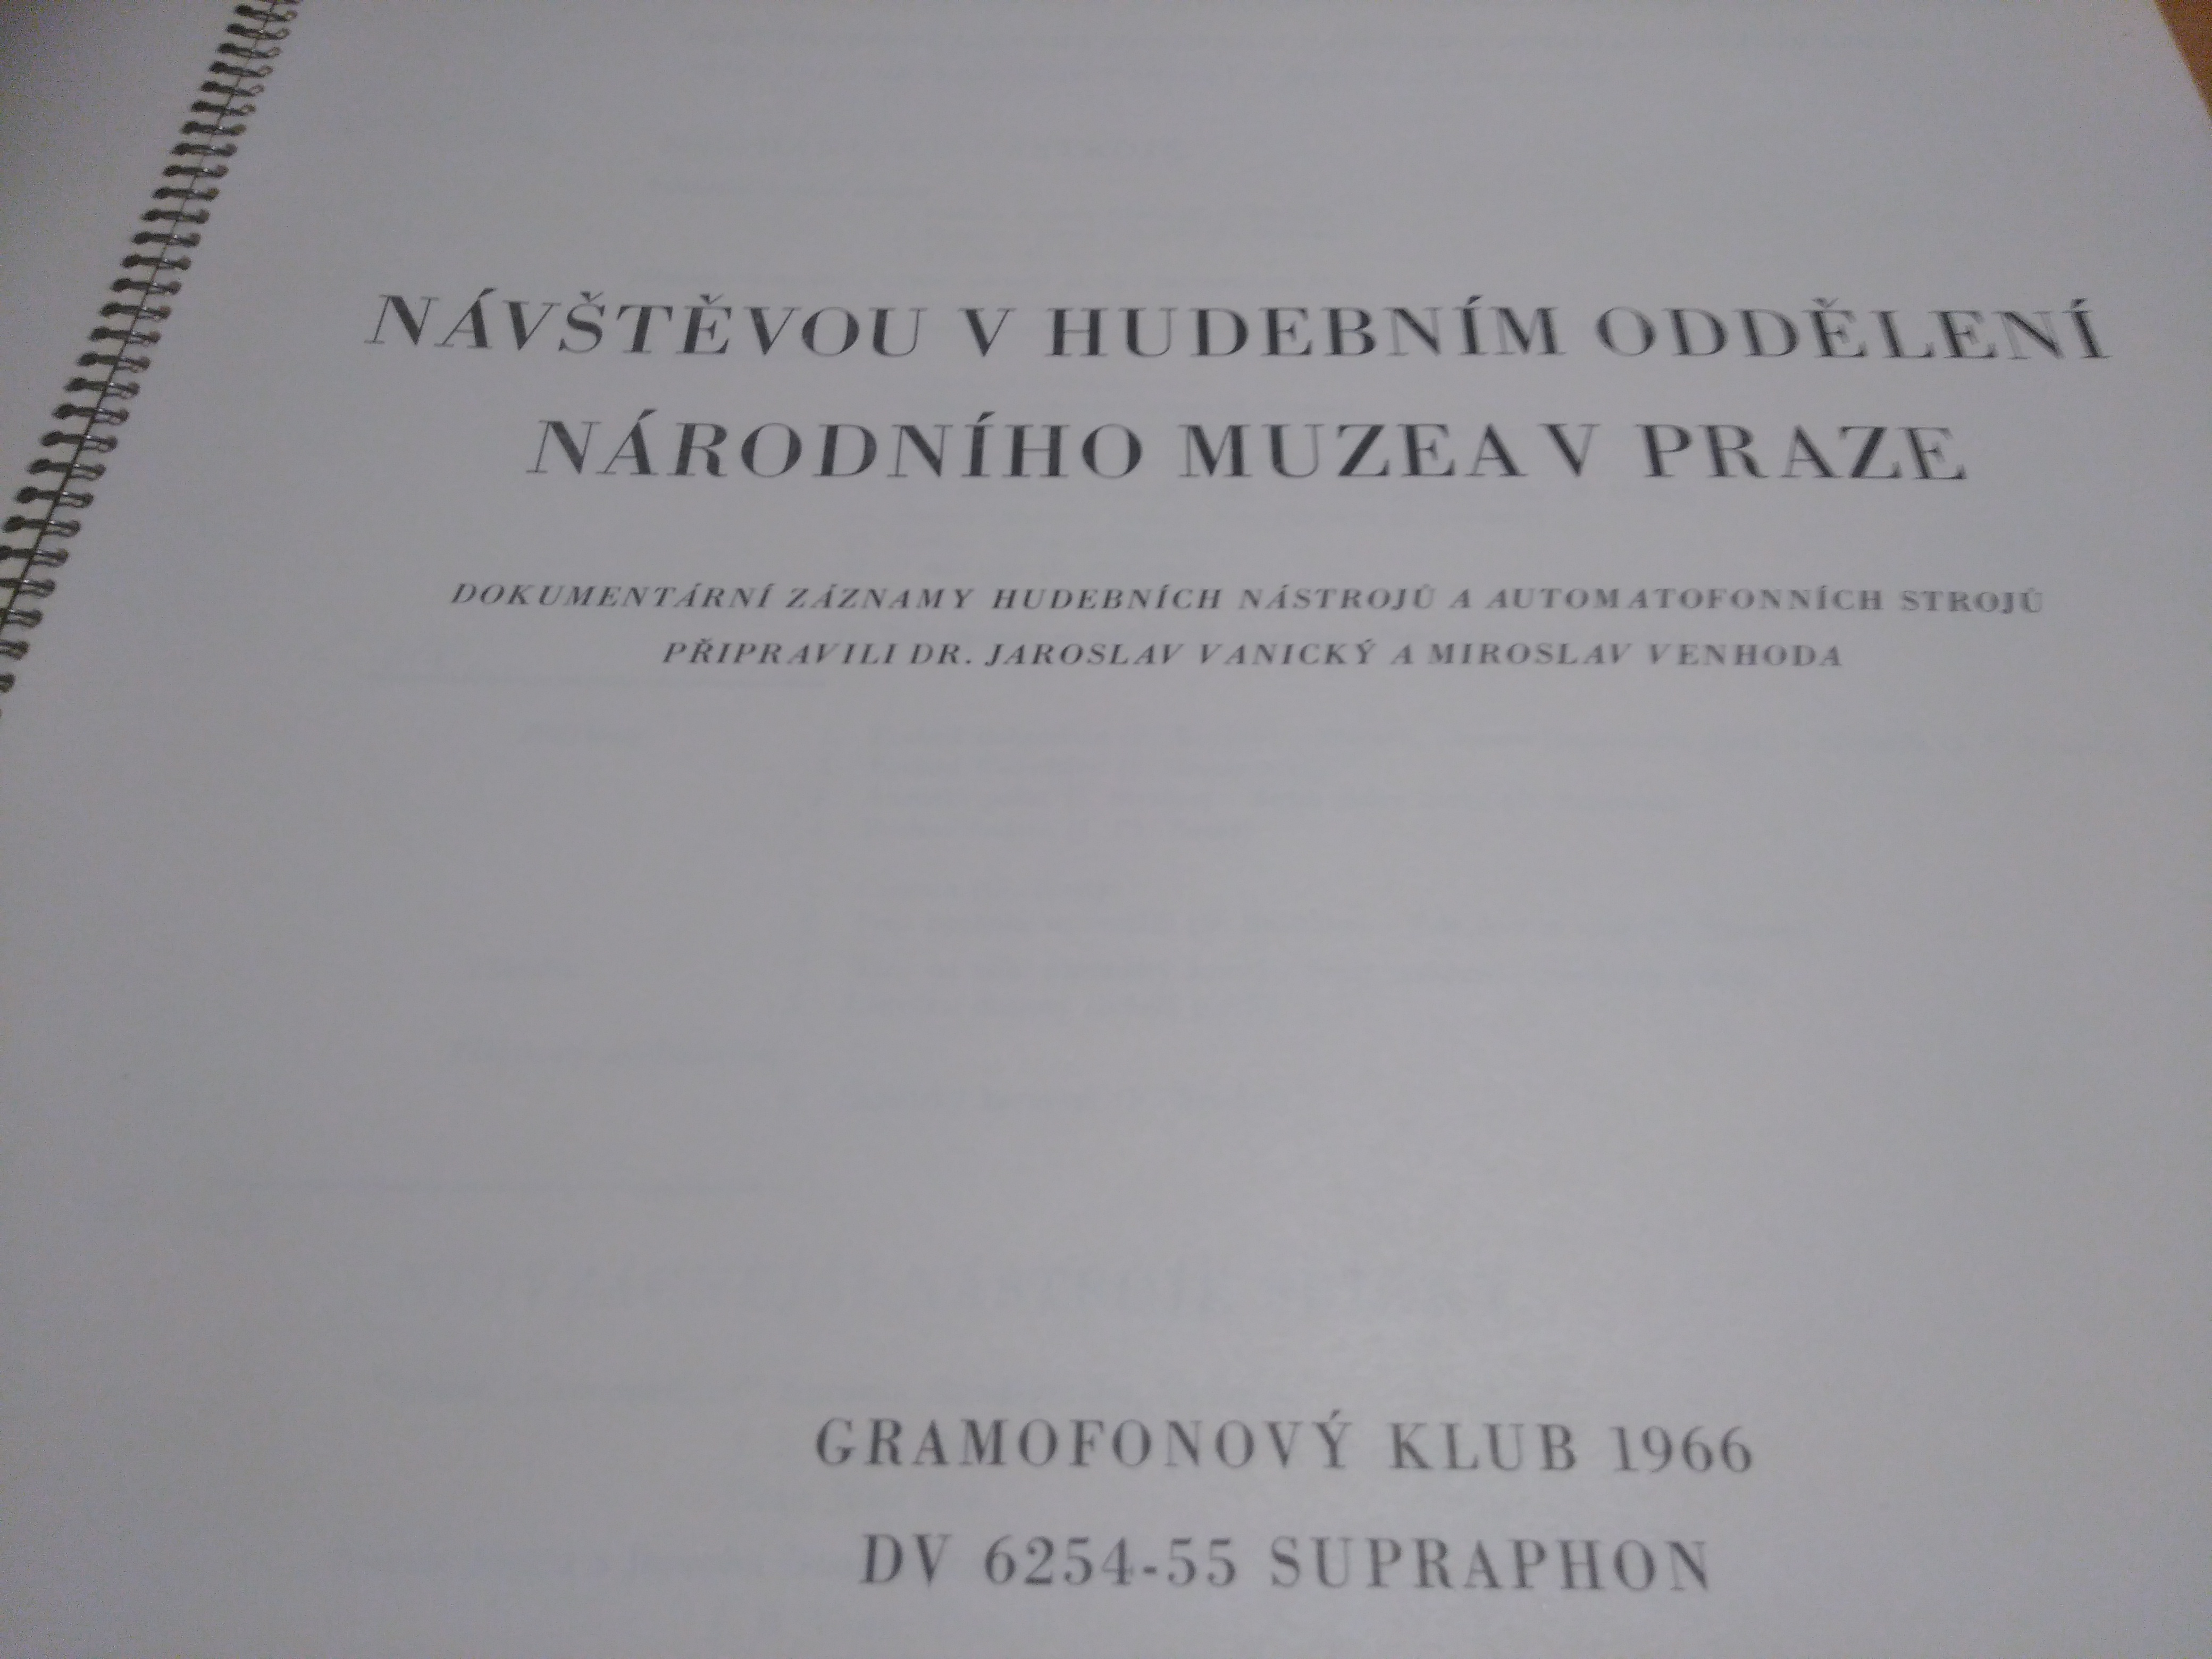 NÁVŠTĚVOU V HUDEBNÍM ODDĚLENÍ
NÁRODNÍHO MUZEA V PRAZE
DOKUMENTÁRNÍ ZÁZNAMY HUDEBNÍCH NÁSTROJŮ A AUTOMATOFONNÍCH STROJŮ
PŘIPRAVILI DR. JAROSLAV VANICKÝ A MIROSLAV VENHODA
GRAMOFONOVÝ KLUB 1966
DV 6254-55 SUPRAPHON